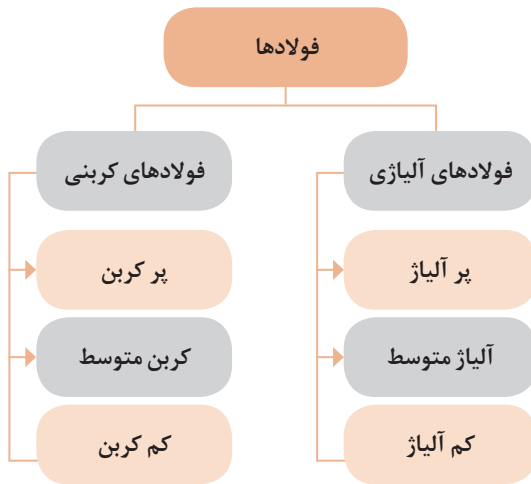 فولادها
فولادهای آلیاژی
پر آلیاژ
آلیاژ متوسط
کم آلیاژ
فولادهای کربنی
پر کربن
کربن متوسط
کم کربن